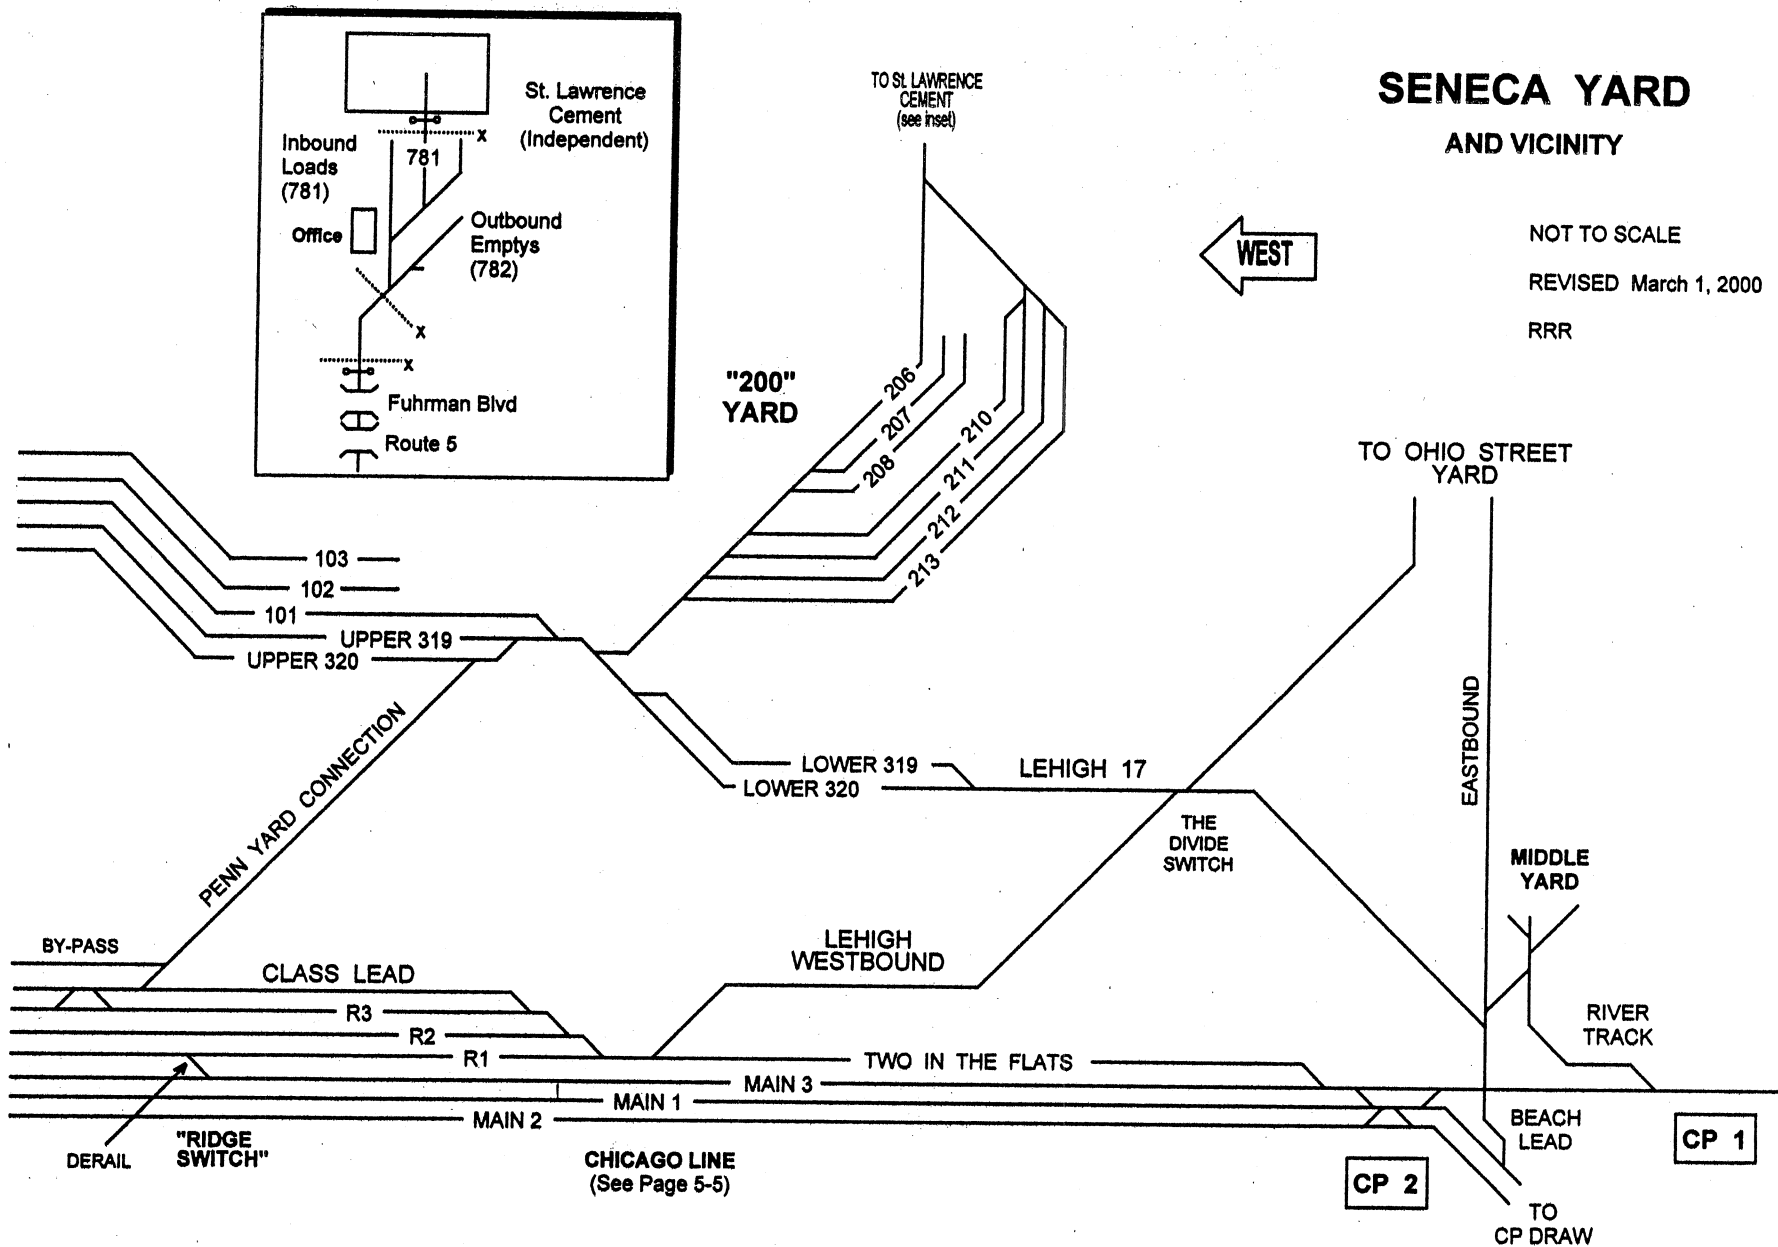 SENECA YARD
AND VICINITY
NOT TO SCALE
REVISED March 1, 2000
RRR
WEST
St. Lawrence
Cement
(Independent)
Inbound
Loads
(781)
781
x
Office
Outbound
Emptys
(782)
x
x
Fuhrman Blvd
Route 5
TO St. LAWRENCE
CEMENT
(see inset)
"200"
YARD
206
207
208
210
211
212
213
TO OHIO STREET
YARD
103
102
101
UPPER 319
UPPER 320
PENN YARD CONNECTION
LOWER 319
LOWER 320
LEHIGH 17
THE
DIVIDE
SWITCH
EASTBOUND
MIDDLE
YARD
LEHIGH
WESTBOUND
BY-PASS
CLASS LEAD
R3
R2
R1
TWO IN THE FLATS
RIVER
TRACK
MAIN 3
MAIN 1
MAIN 2
BEACH
LEAD
CP 1
DERAIL
"RIDGE
SWITCH"
CHICAGO LINE
(See Page 5-5)
CP 2
TO
CP DRAW